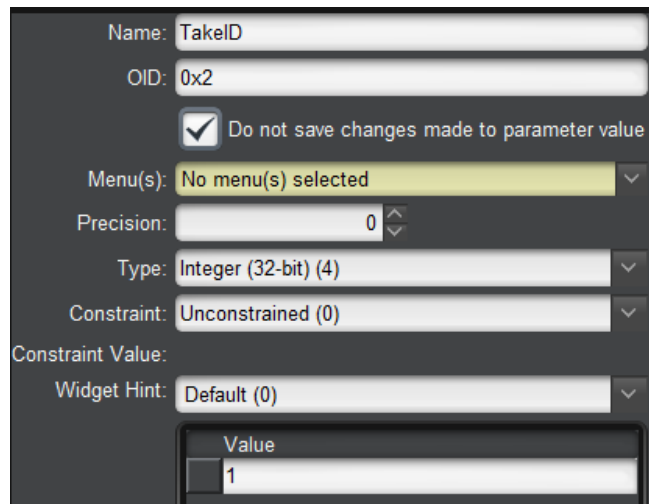 Name: TakeID
OID: 0x2
Do not save changes made to parameter value
Menu(s): No menu(s) selected
Precision: 0
Type: Integer (32-bit) (4)
Constraint: Unconstrained (0)
Constraint Value:
Widget Hint: Default (0)
Value
1